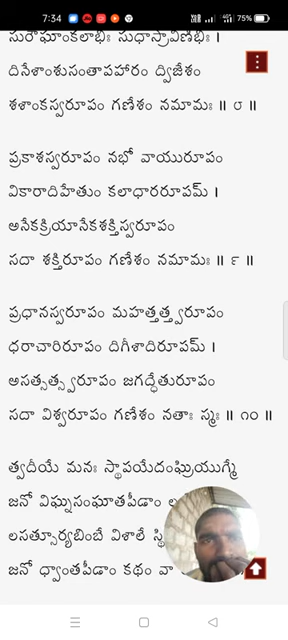 7:34
75%
సురౌఘాంకలాభిః సుధాస్రావిణీభిః ।
దినేశాంశుసంతాపహారం ద్విజేశం
శశాంకస్వరూపం గణేశం నమామః ॥ ౮ ॥
ప్రకాశస్వరూపం నభో వాయురూపం
వికారాదిహేతుం కలాధారరూపమ్ ।
అనేకక్రియానేకశక్తిస్వరూపం
సదా శక్తిరూపం గణేశం నమామః ॥ ౯ ॥
ప్రధానస్వరూపం మహత్తత్త్వరూపం
ధరాచారిరూపం దిగీశాదిరూపమ్ ।
అసత్సత్స్వరూపం జగద్ధేతురూపం
సదా విశ్వరూపం గణేశం నతాః స్మః ॥ ౧౦ ॥
త్వదీయే మనః స్థాపయేదంఘ్రియుగ్మే
జనో విఘ్నసంఘాతపీడాం
లసత్సూర్యబింబే విశాలే
జనో ధ్వాంతపీడాం కథం వా